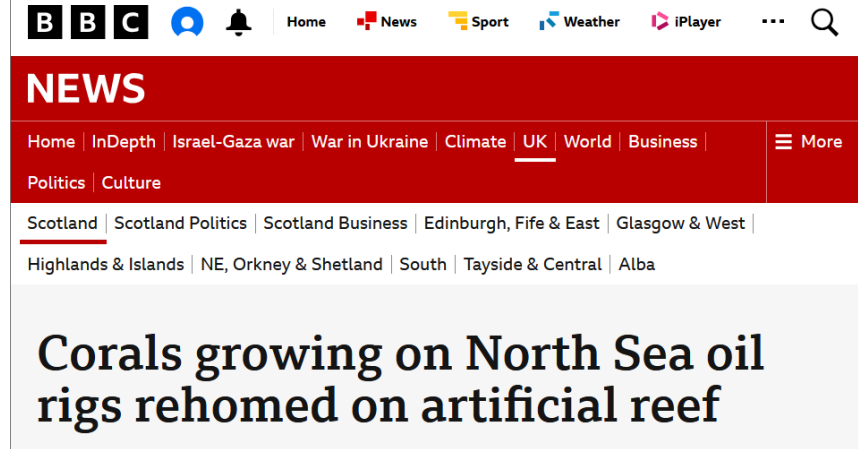 BBC Home News Sport Weather iPlayer ...
NEWS
Home InDepth Israel-Gaza war War in Ukraine Climate UK World Business More
Politics Culture
Scotland Scotland Politics Scotland Business Edinburgh, Fife & East Glasgow & West
Highlands & Islands NE, Orkney & Shetland South Tayside & Central Alba
Corals growing on North Sea oil
rigs rehomed on artificial reef